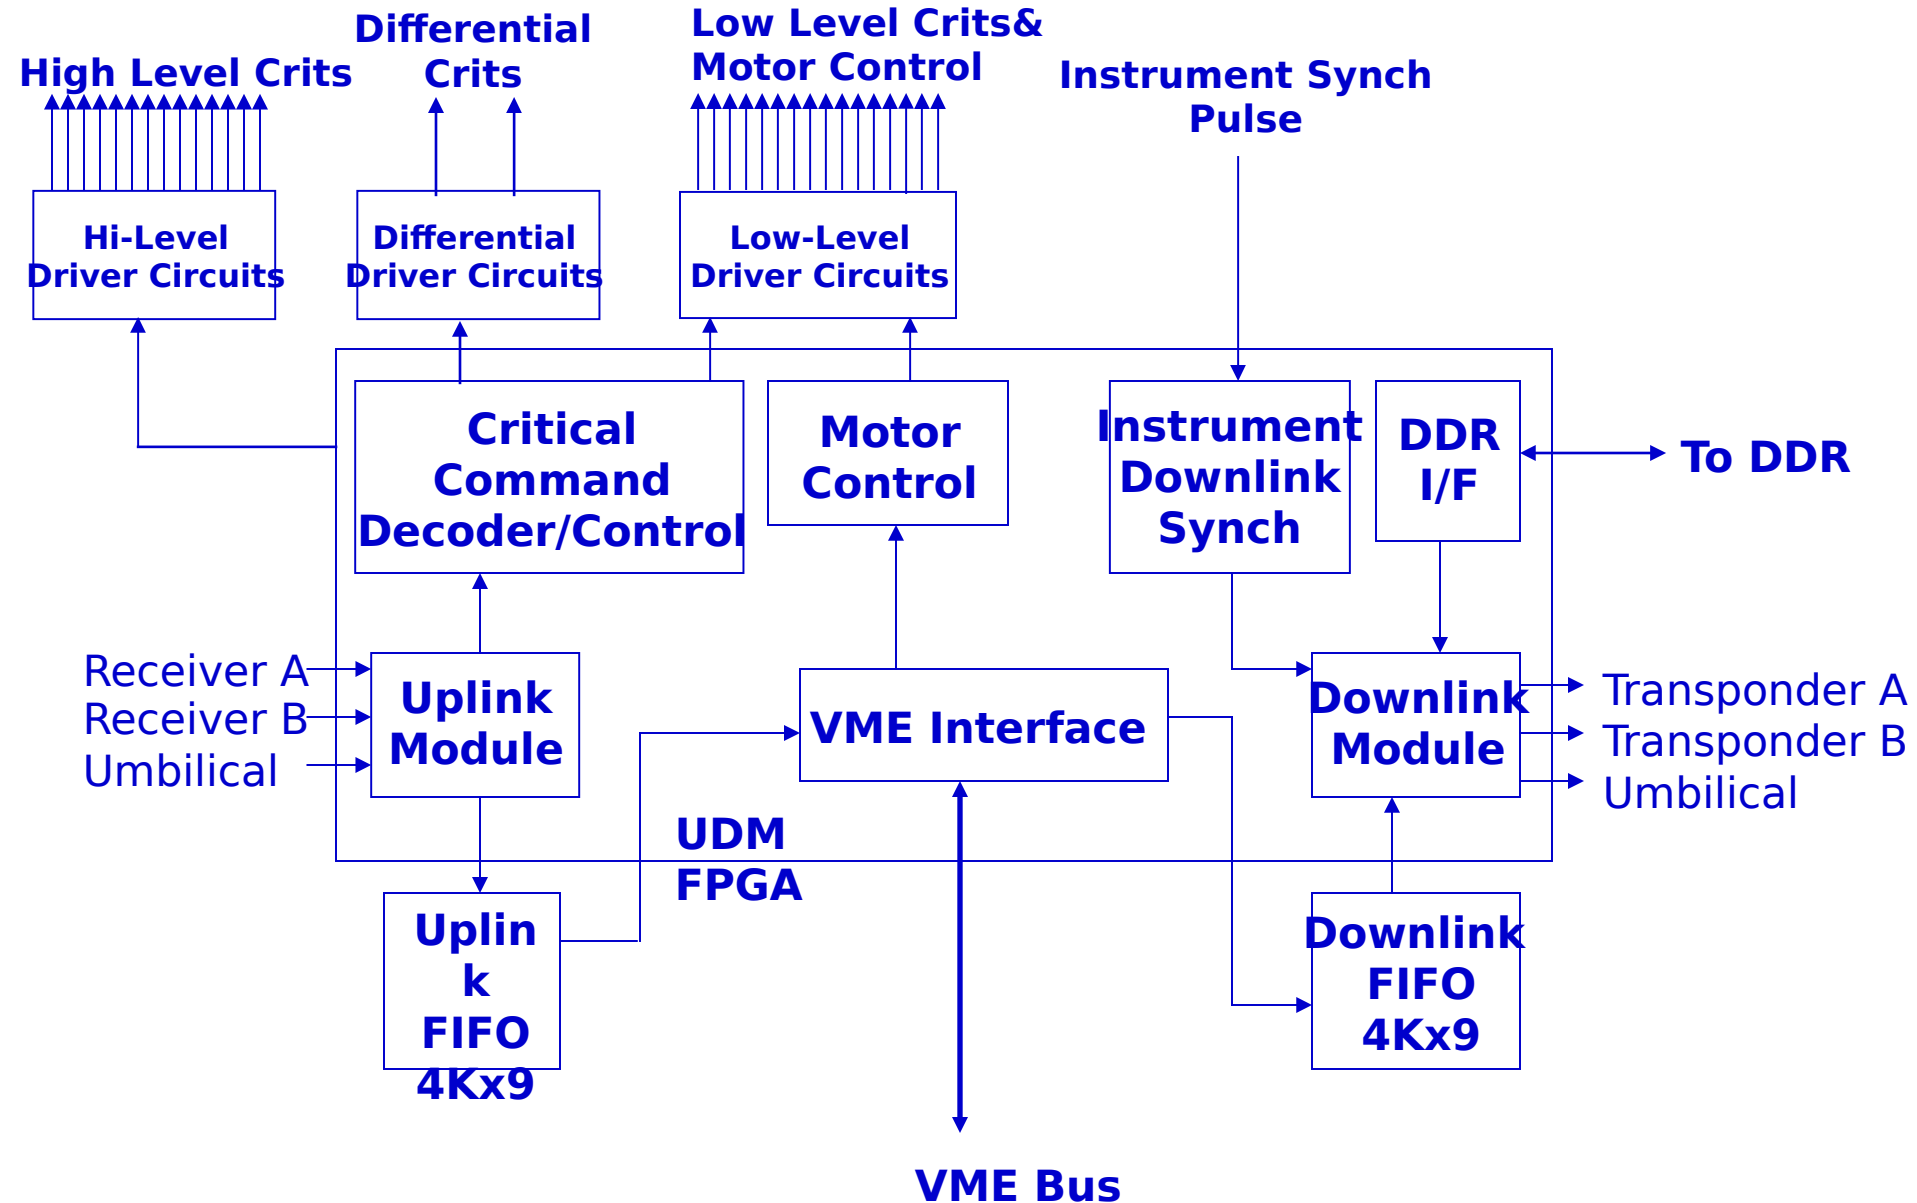 High Level Crits
Differential
Crits
Low Level Crits&
Motor Control
Instrument Synch
Pulse
Hi-Level
Driver Circuits
Differential
Driver Circuits
Low-Level
Driver Circuits
Critical
Command
Decoder/Control
Motor
Control
Instrument
Downlink
Synch
DDR
I/F
To DDR
Receiver A
Receiver B
Umbilical
Uplink
Module
VME Interface
Downlink
Module
Transponder A
Transponder B
Umbilical
UDM
FPGA
Uplin
k
FIFO
4Kx9
Downlink
FIFO
4Kx9
VME Bus